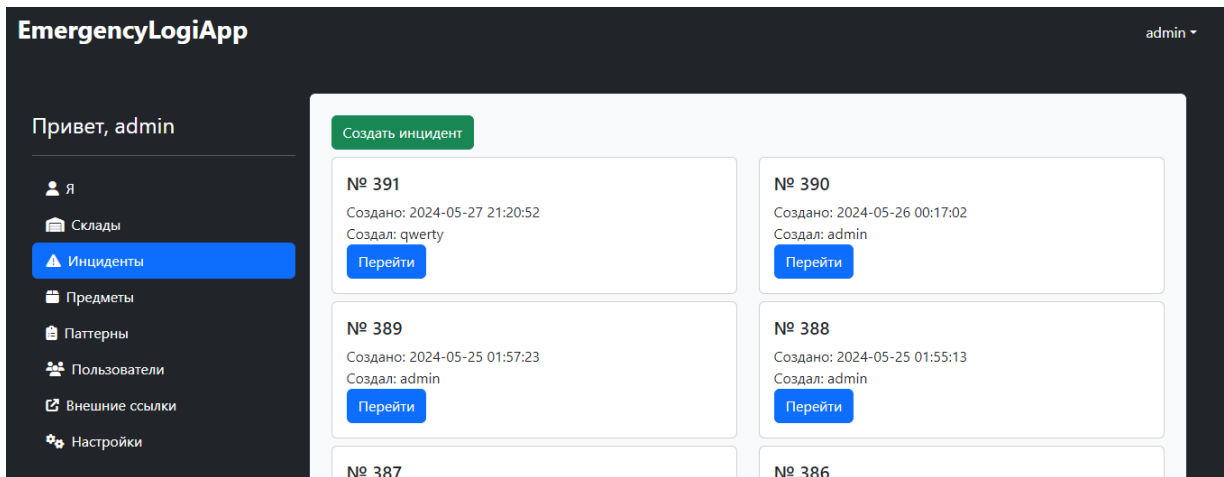 EmergencyLogiApp
admin
Привет, admin
Я
Склады
Инциденты
Предметы
Паттерны
Пользователи
Внешние ссылки
Настройки
Создать инцидент
№ 391
Создано: 2024-05-27 21:20:52
Создал: qwerty
Перейти
№ 390
Создано: 2024-05-26 00:17:02
Создал: admin
Перейти
№ 389
Создано: 2024-05-25 01:57:23
Создал: admin
Перейти
№ 388
Создано: 2024-05-25 01:55:13
Создал: admin
Перейти
№ 387
№ 386